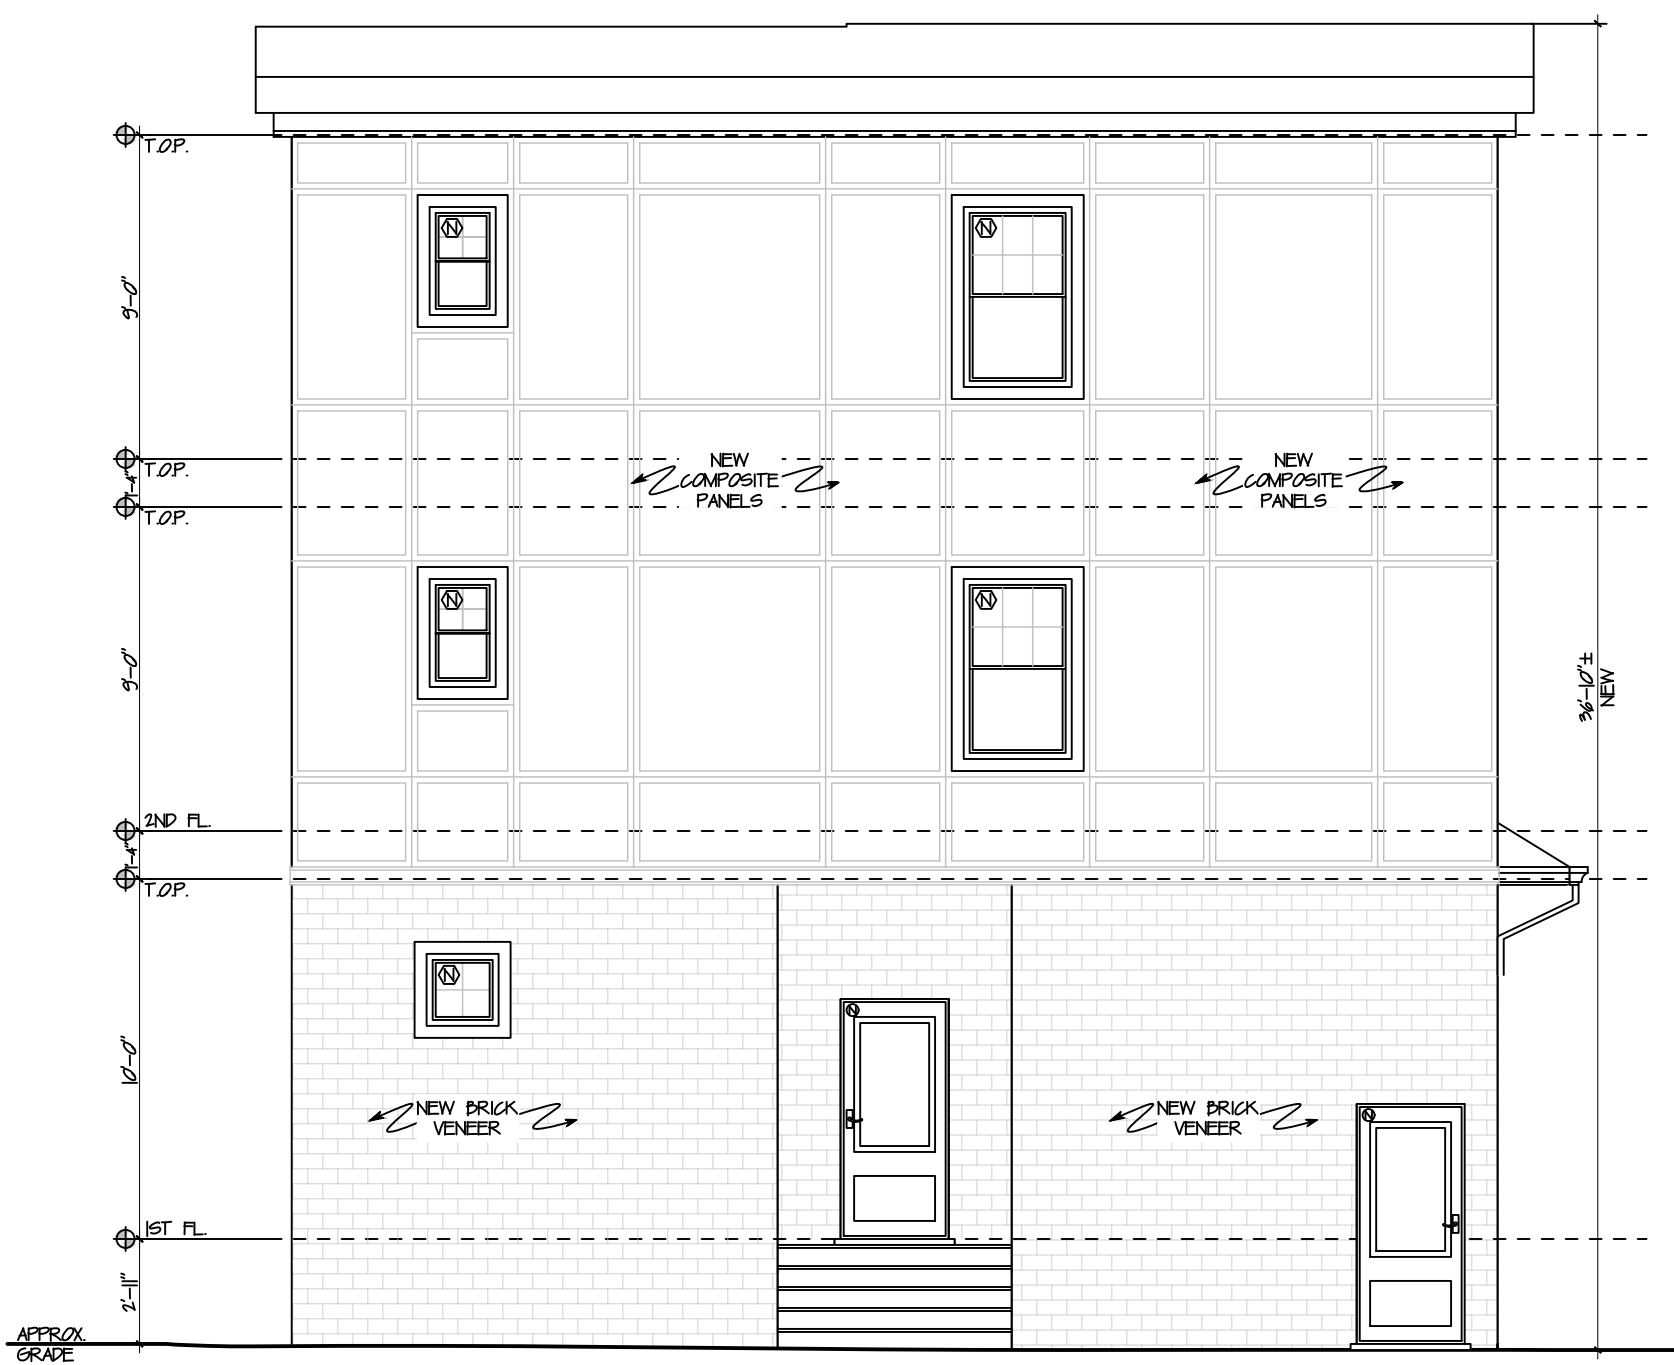 T.O.P.
N
N
9'-0"
NEW
COMPOSITE
PANELS
NEW
COMPOSITE
PANELS
T.O.P.
1'-4"
T.O.P.
N
N
9'-0"
36'-10"±
NEW
2ND FL.
1'-4"
T.O.P.
N
N
10'-0"
NEW BRICK
VENEER
NEW BRICK
VENEER
N
1ST FL.
2'-11"
APPROX.
GRADE